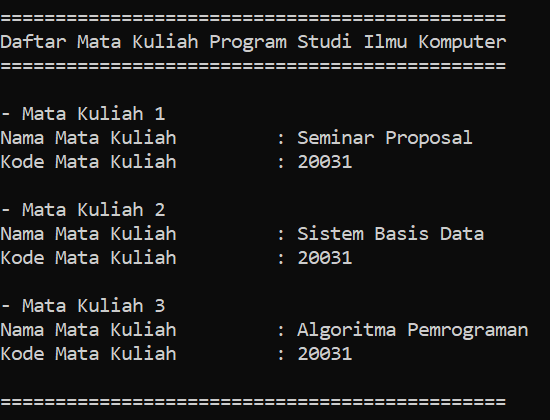 ==============================================
Daftar Mata Kuliah Program Studi Ilmu Komputer
==============================================

- Mata Kuliah 1
Nama Mata Kuliah         : Seminar Proposal
Kode Mata Kuliah         : 20031

- Mata Kuliah 2
Nama Mata Kuliah         : Sistem Basis Data
Kode Mata Kuliah         : 20031

- Mata Kuliah 3
Nama Mata Kuliah         : Algoritma Pemrograman
Kode Mata Kuliah         : 20031

==============================================